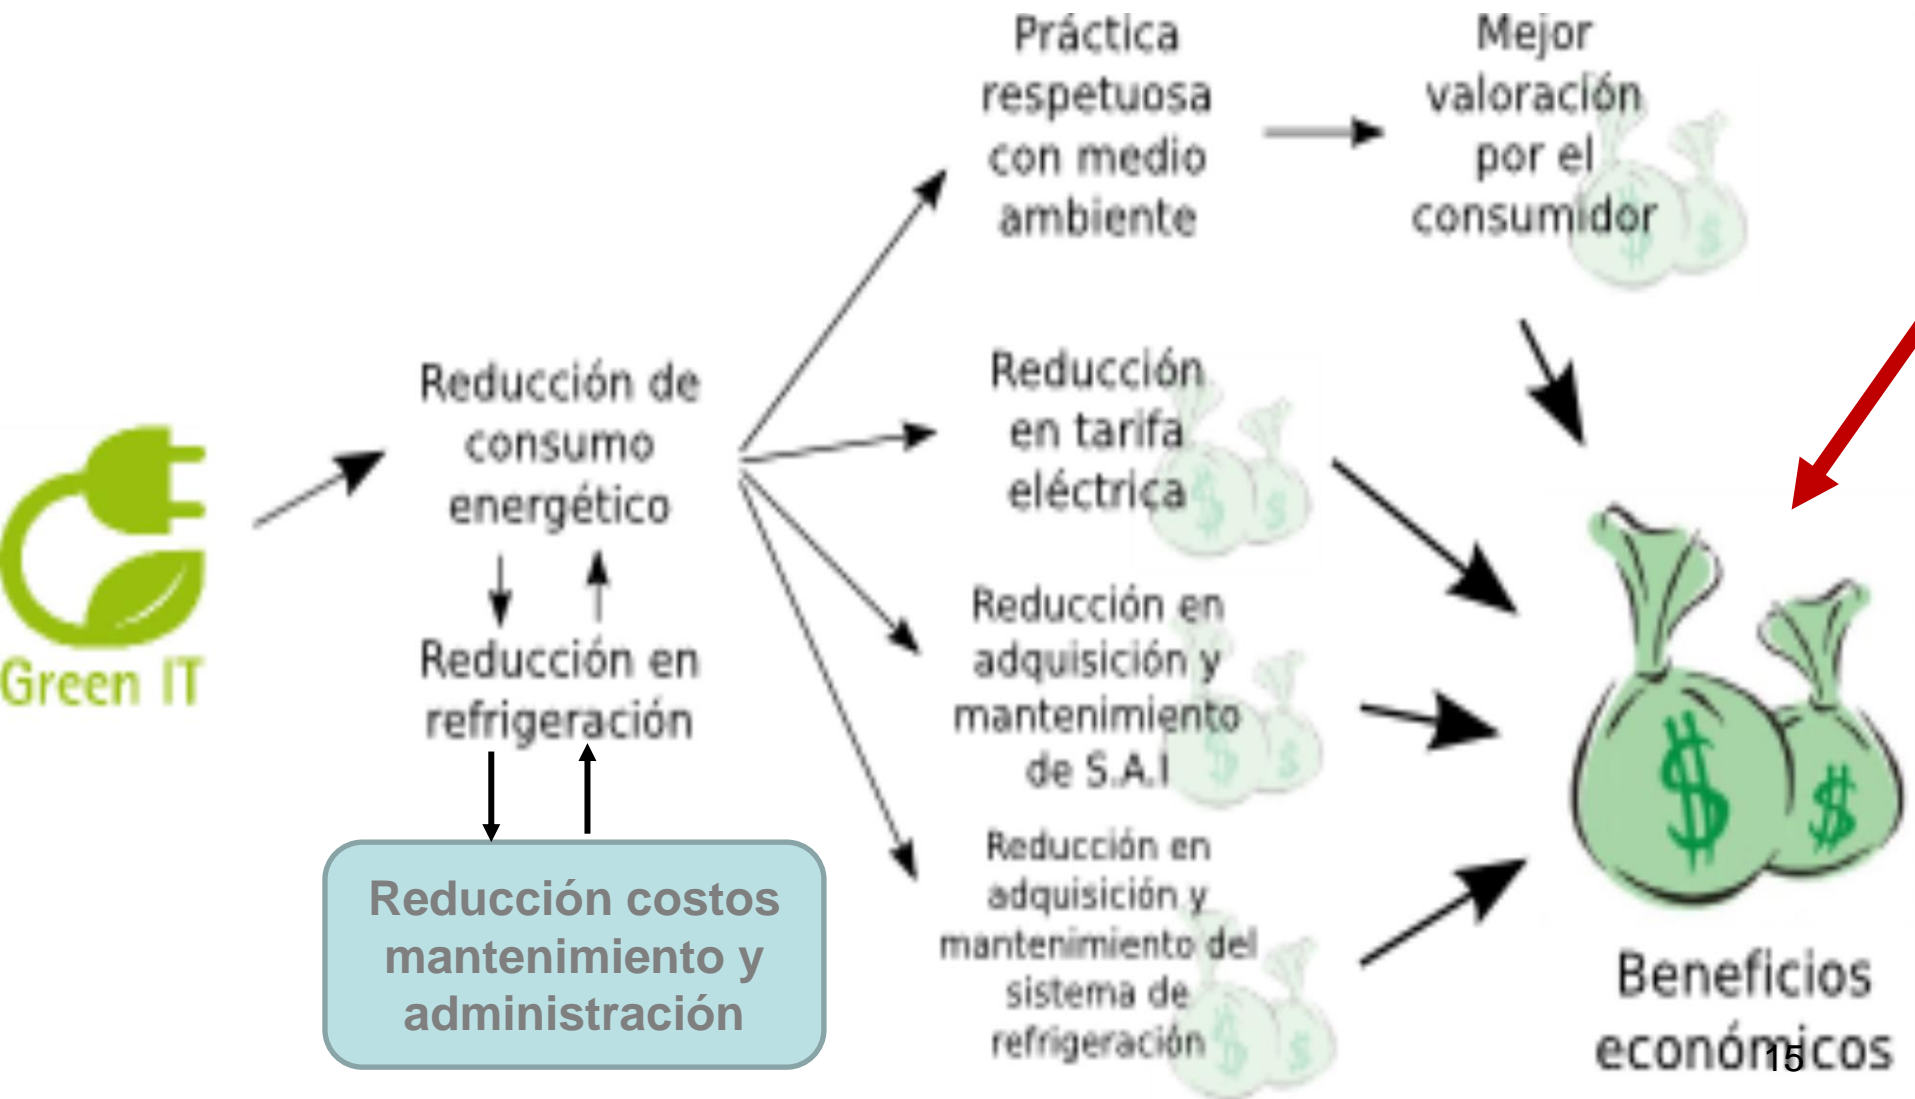 Green IT
Reducción de
consumo
energético
Reducción en
refrigeración
Reducción costos
mantenimiento y
administración
Práctica
respetuosa
con medio
ambiente
Mejor
valoración
por el
consumidor
Reducción
en tarifa
eléctrica
Reducción en
adquisición y
mantenimiento
de S.A.I
Reducción en
adquisición y
mantenimiento del
sistema de
refrigeración
$ $
$ $
$ $
$ $
$ $
Beneficios
económicos
15